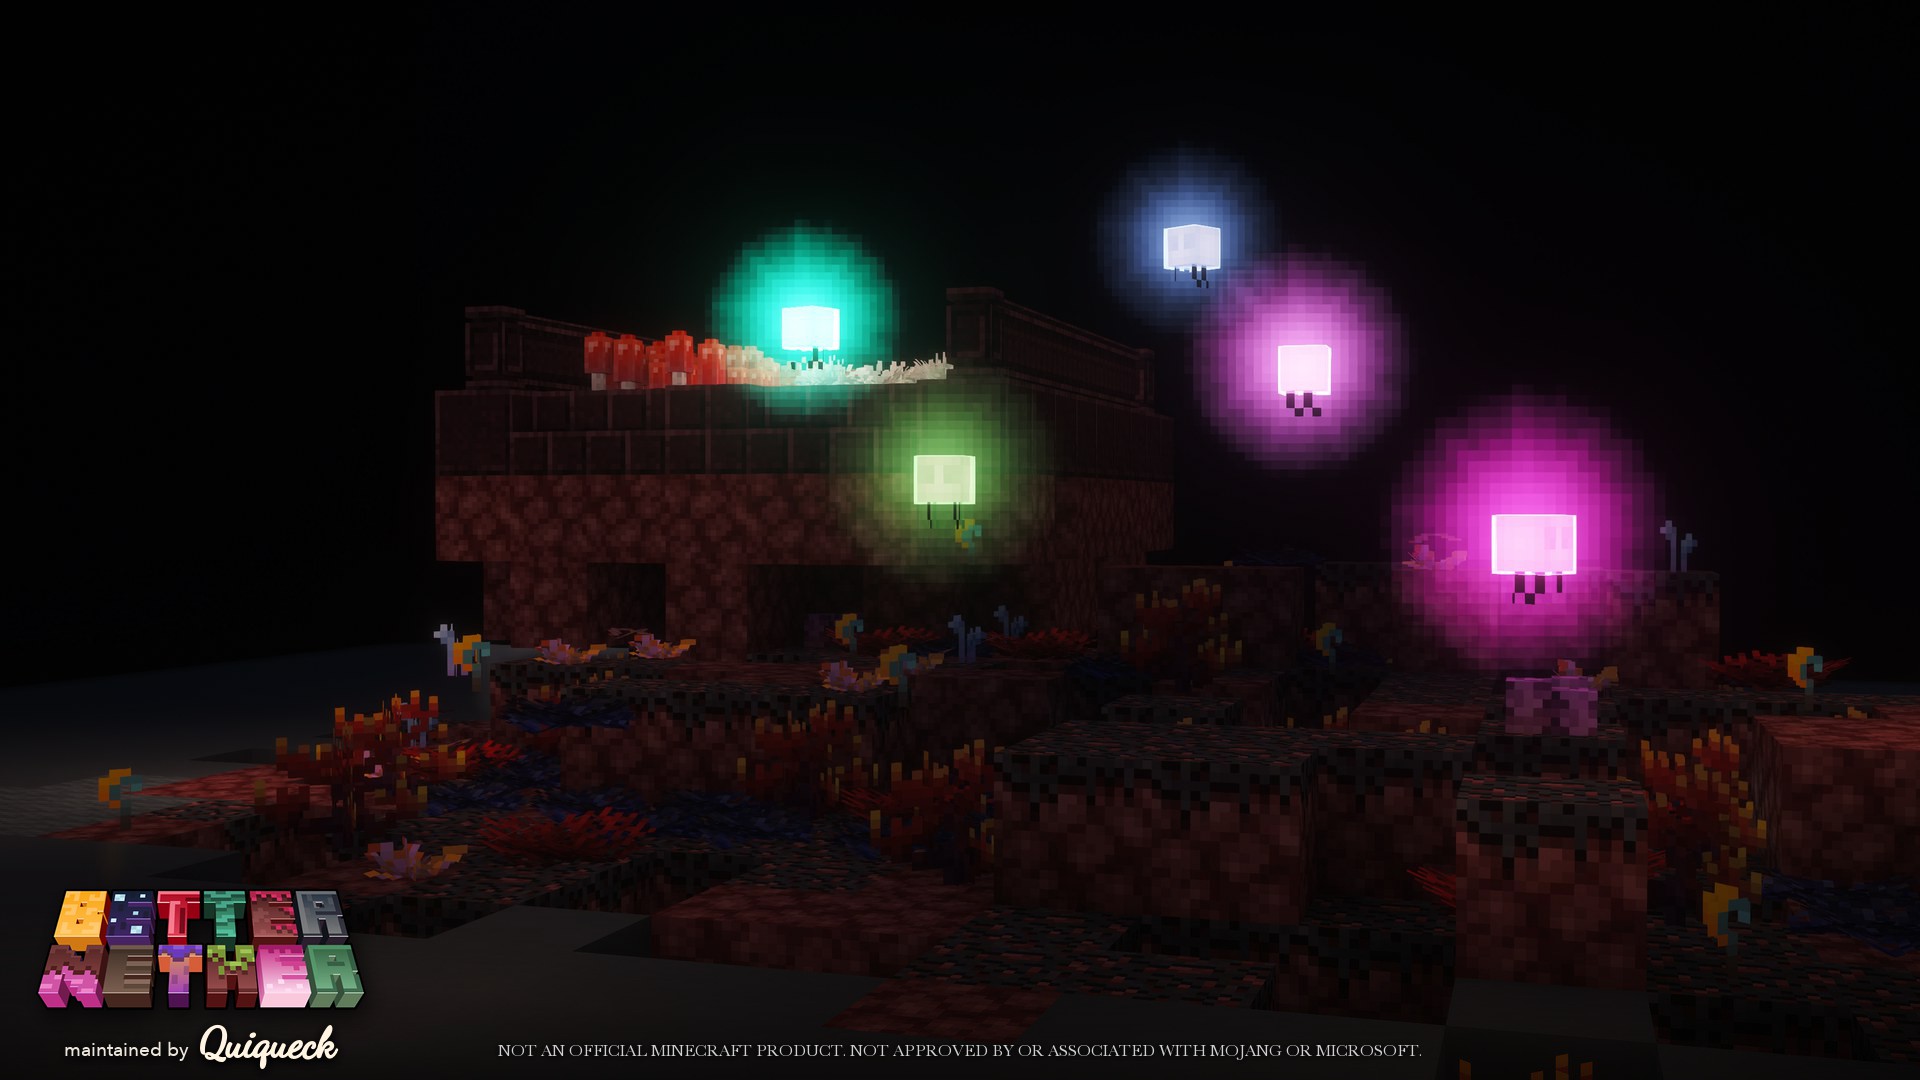 BETTER
NETHER
maintained by Quiqueck
NOT AN OFFICIAL MINECRAFT PRODUCT. NOT APPROVED BY OR ASSOCIATED WITH MOJANG OR MICROSOFT.